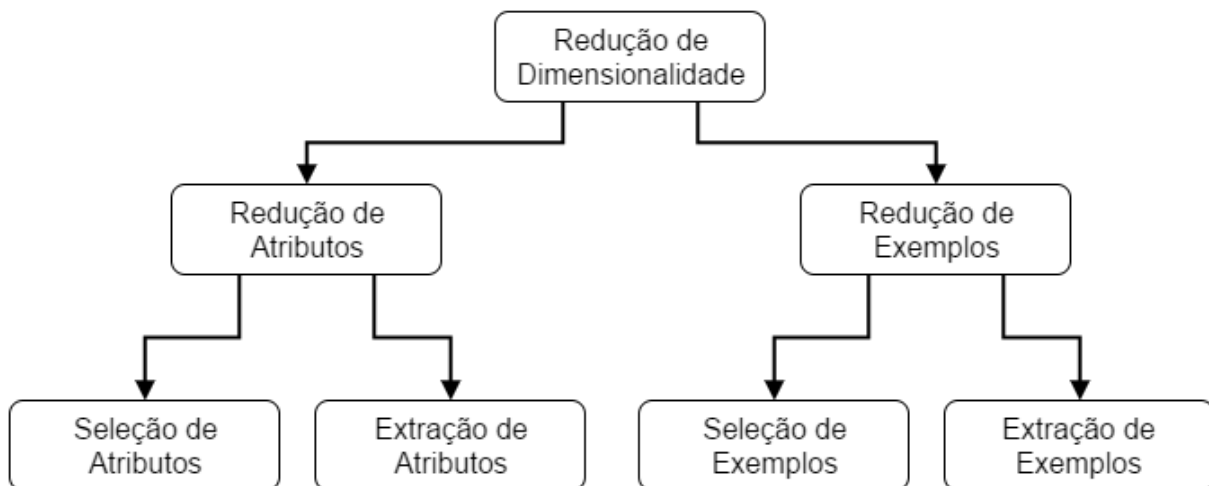 Redução de
Dimensionalidade
Redução de
Atributos
Redução de
Exemplos
Seleção de
Atributos
Extração de
Atributos
Seleção de
Exemplos
Extração de
Exemplos